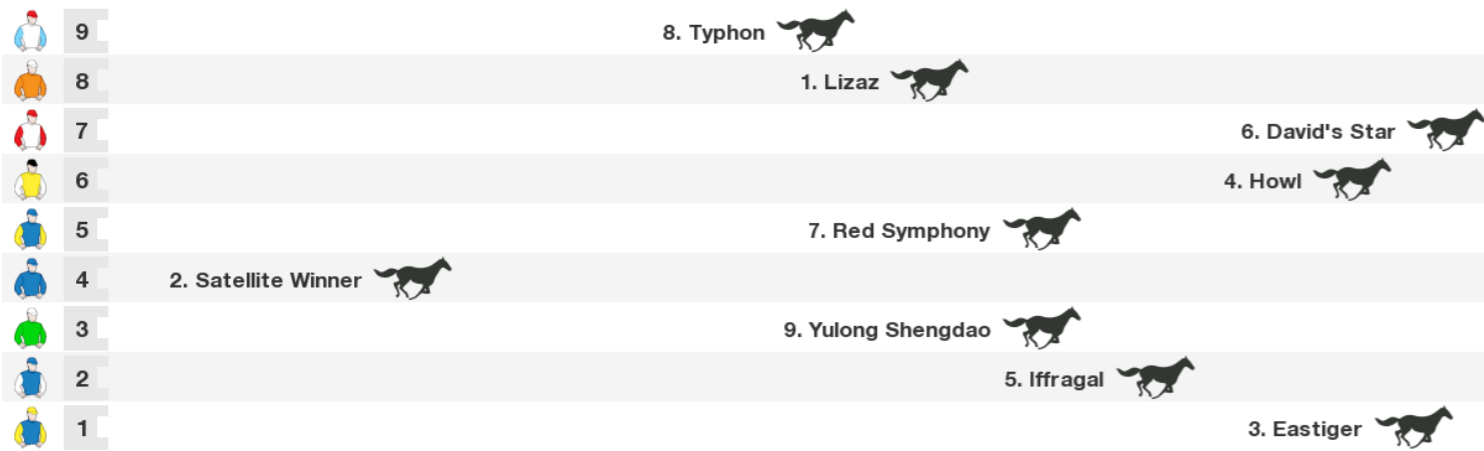 9 8. Typhon
8 1. Lizaz
7 6. David's Star
6 4. Howl
5 7. Red Symphony
4 2. Satellite Winner
3 9. Yulong Shengdao
2 5. Iffragal
1 3. Eastiger